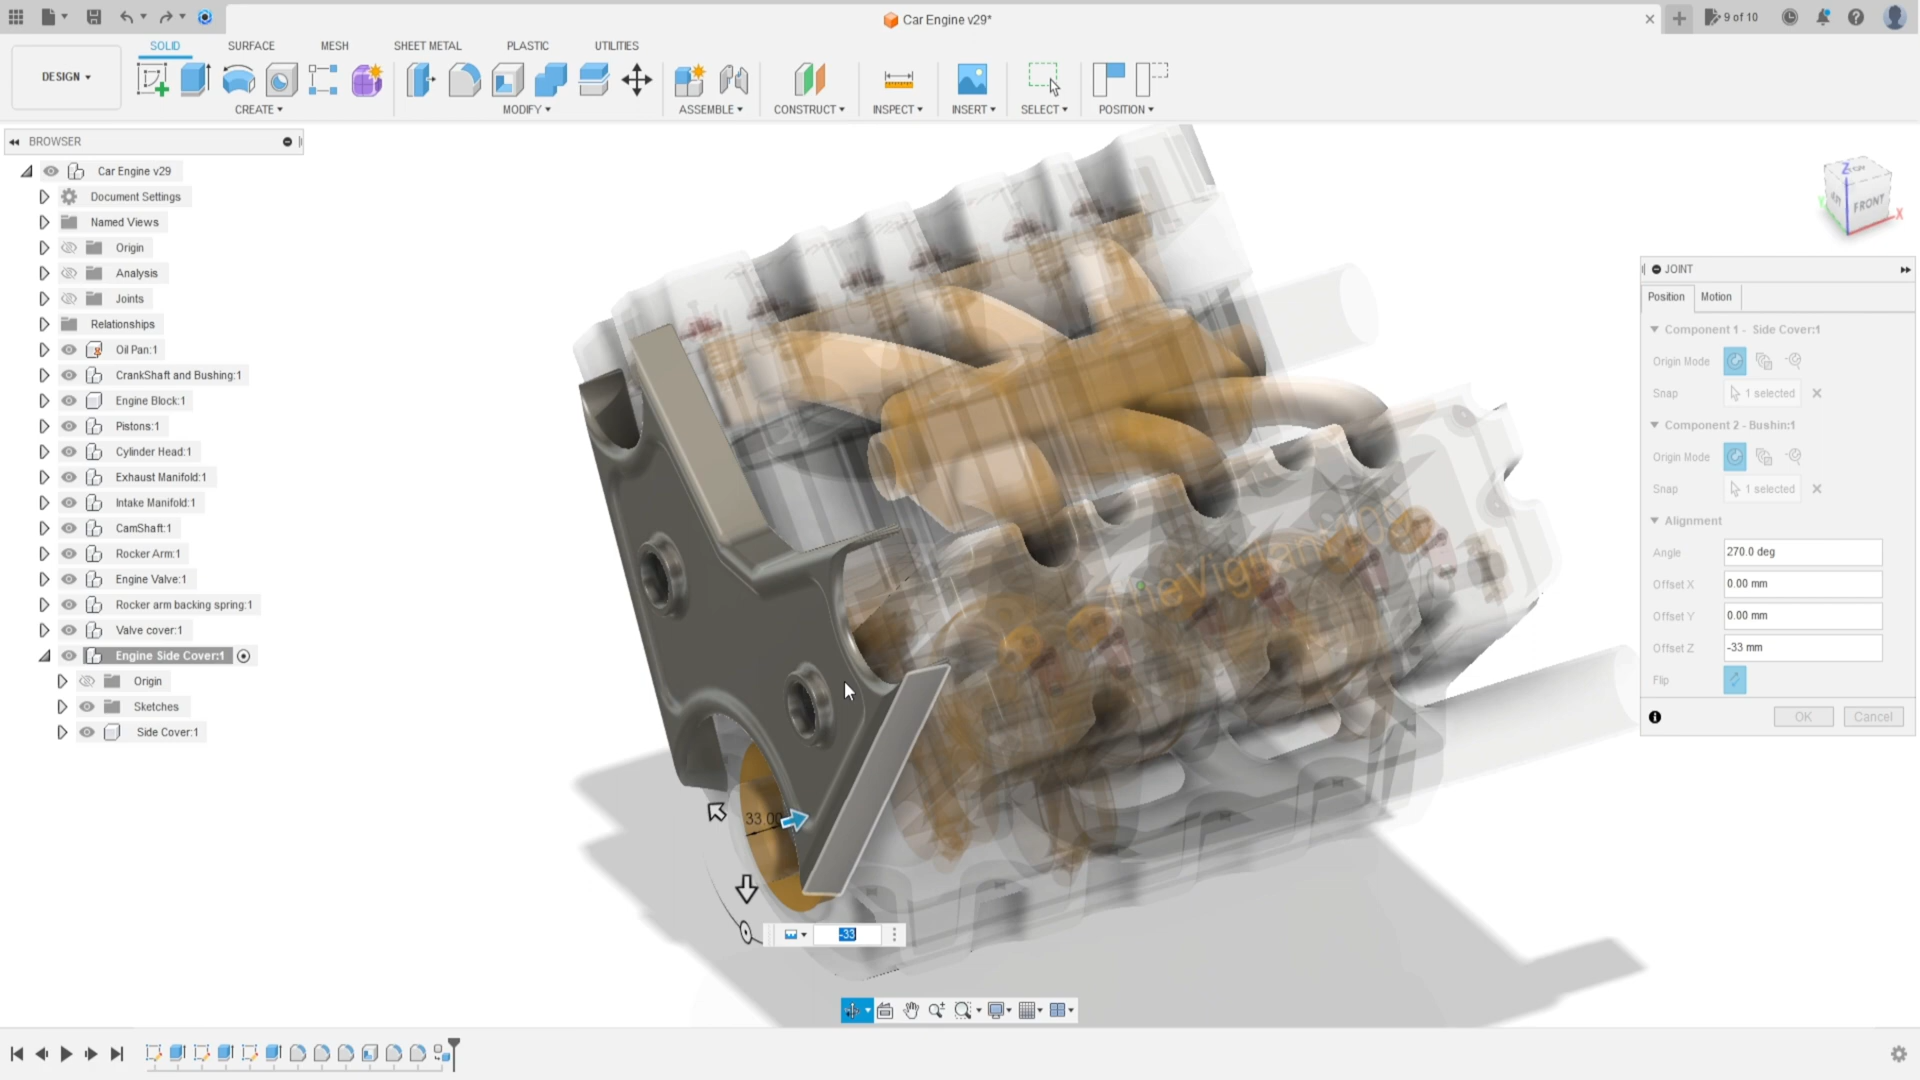 Car Engine v29*
9 of 10
DESIGN
SOLID
SURFACE
MESH
SHEET METAL
PLASTIC
UTILITIES
CREATE
MODIFY
ASSEMBLE
CONSTRUCT
INSPECT
INSERT
SELECT
POSITION
BROWSER
Car Engine v29
Document Settings
Named Views
Origin
Analysis
Joints
Relationships
Oil Pan:1
CrankShaft and Bushing:1
Engine Block:1
Pistons:1
Cylinder Head:1
Exhaust Manifold:1
Intake Manifold:1
CamShaft:1
Rocker Arm:1
Engine Valve:1
Rocker arm backing spring:1
Valve cover:1
Engine Side Cover:1
Origin
Sketches
Side Cover:1
Z
TOP
FRONT
X
JOINT
Position
Motion
Component 1 - Side Cover:1
Origin Mode
Snap
1 selected
Component 2 - Bushin:1
Origin Mode
Snap
1 selected
Alignment
Angle
270.0 deg
Offset X
0.00 mm
Offset Y
0.00 mm
Offset Z
-33 mm
Flip
OK
Cancel
33.00
-33